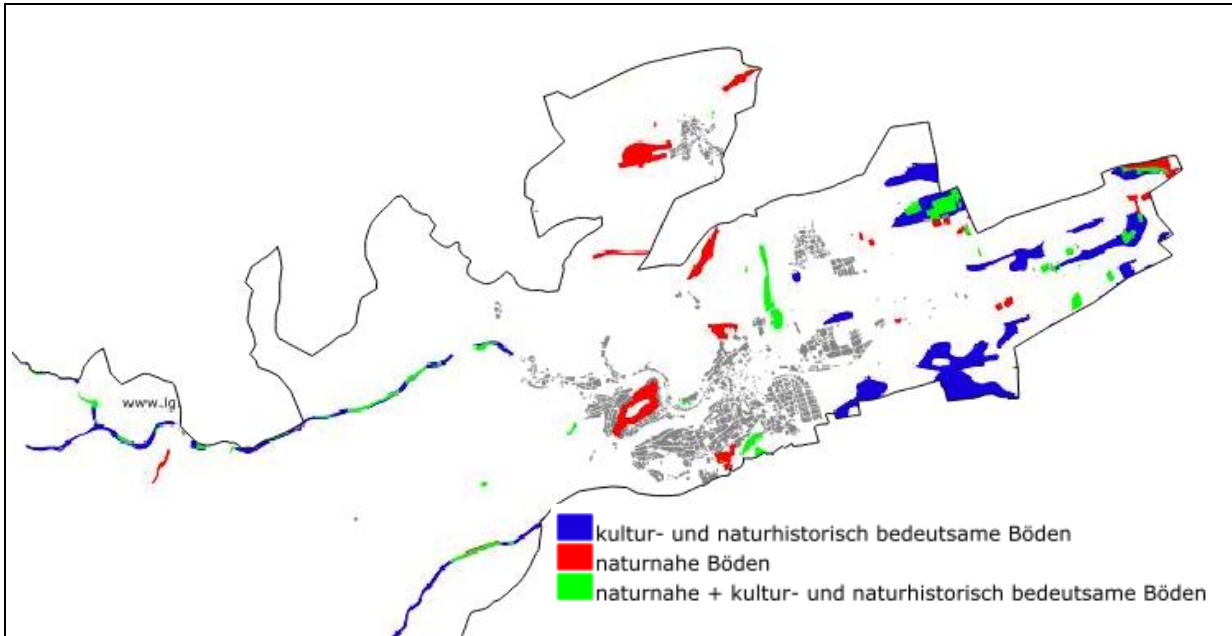 www.lg
kultur- und naturhistorisch bedeutsame Böden
naturnahe Böden
naturnahe + kultur- und naturhistorisch bedeutsame Böden